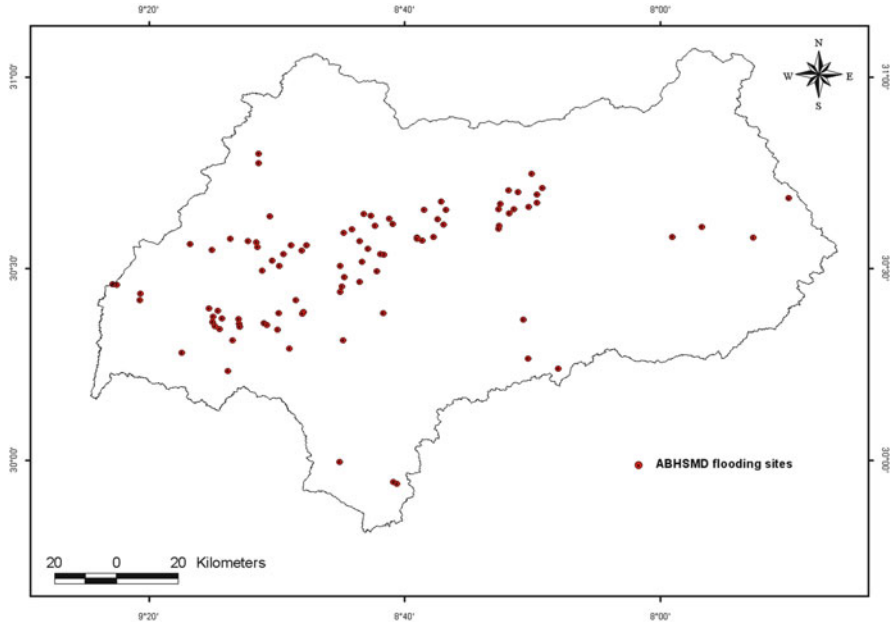 9°20' 8°40' 8°00'
N
W E
S
31°00' 31°00'
30°30' 30°30'
30°00' 30°00'
ABHSMD flooding sites
20 0 20 Kilometers
9°20' 8°40' 8°00'